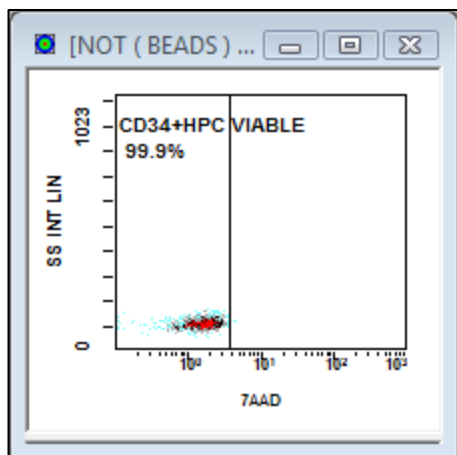 [NOT ( BEADS ) ...
1023
CD34+HPC VIABLE
99.9%
SS INT LIN
0
10⁰ 10¹ 10² 10³
7AAD